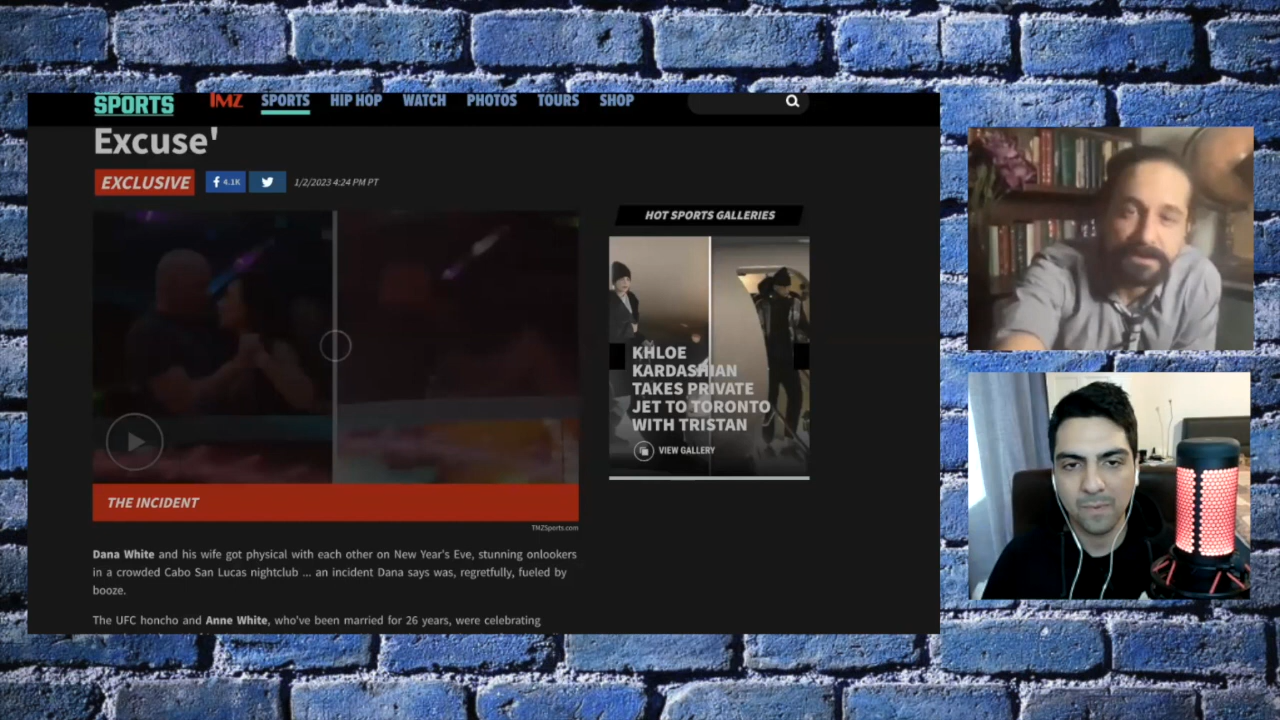 SPORTS
TMZ SPORTS HIP HOP WATCH PHOTOS TOURS SHOP
Excuse'
EXCLUSIVE
4.1K
1/2/2023 4:24 PM PT
HOT SPORTS GALLERIES
KHLOE
KARDASHIAN
TAKES PRIVATE
JET TO TORONTO
WITH TRISTAN
VIEW GALLERY
THE INCIDENT
TMZSports.com
Dana White and his wife got physical with each other on New Year's Eve, stunning onlookers
in a crowded Cabo San Lucas nightclub ... an incident Dana says was, regretfully, fueled by
booze.
The UFC honcho and Anne White, who've been married for 26 years, were celebrating